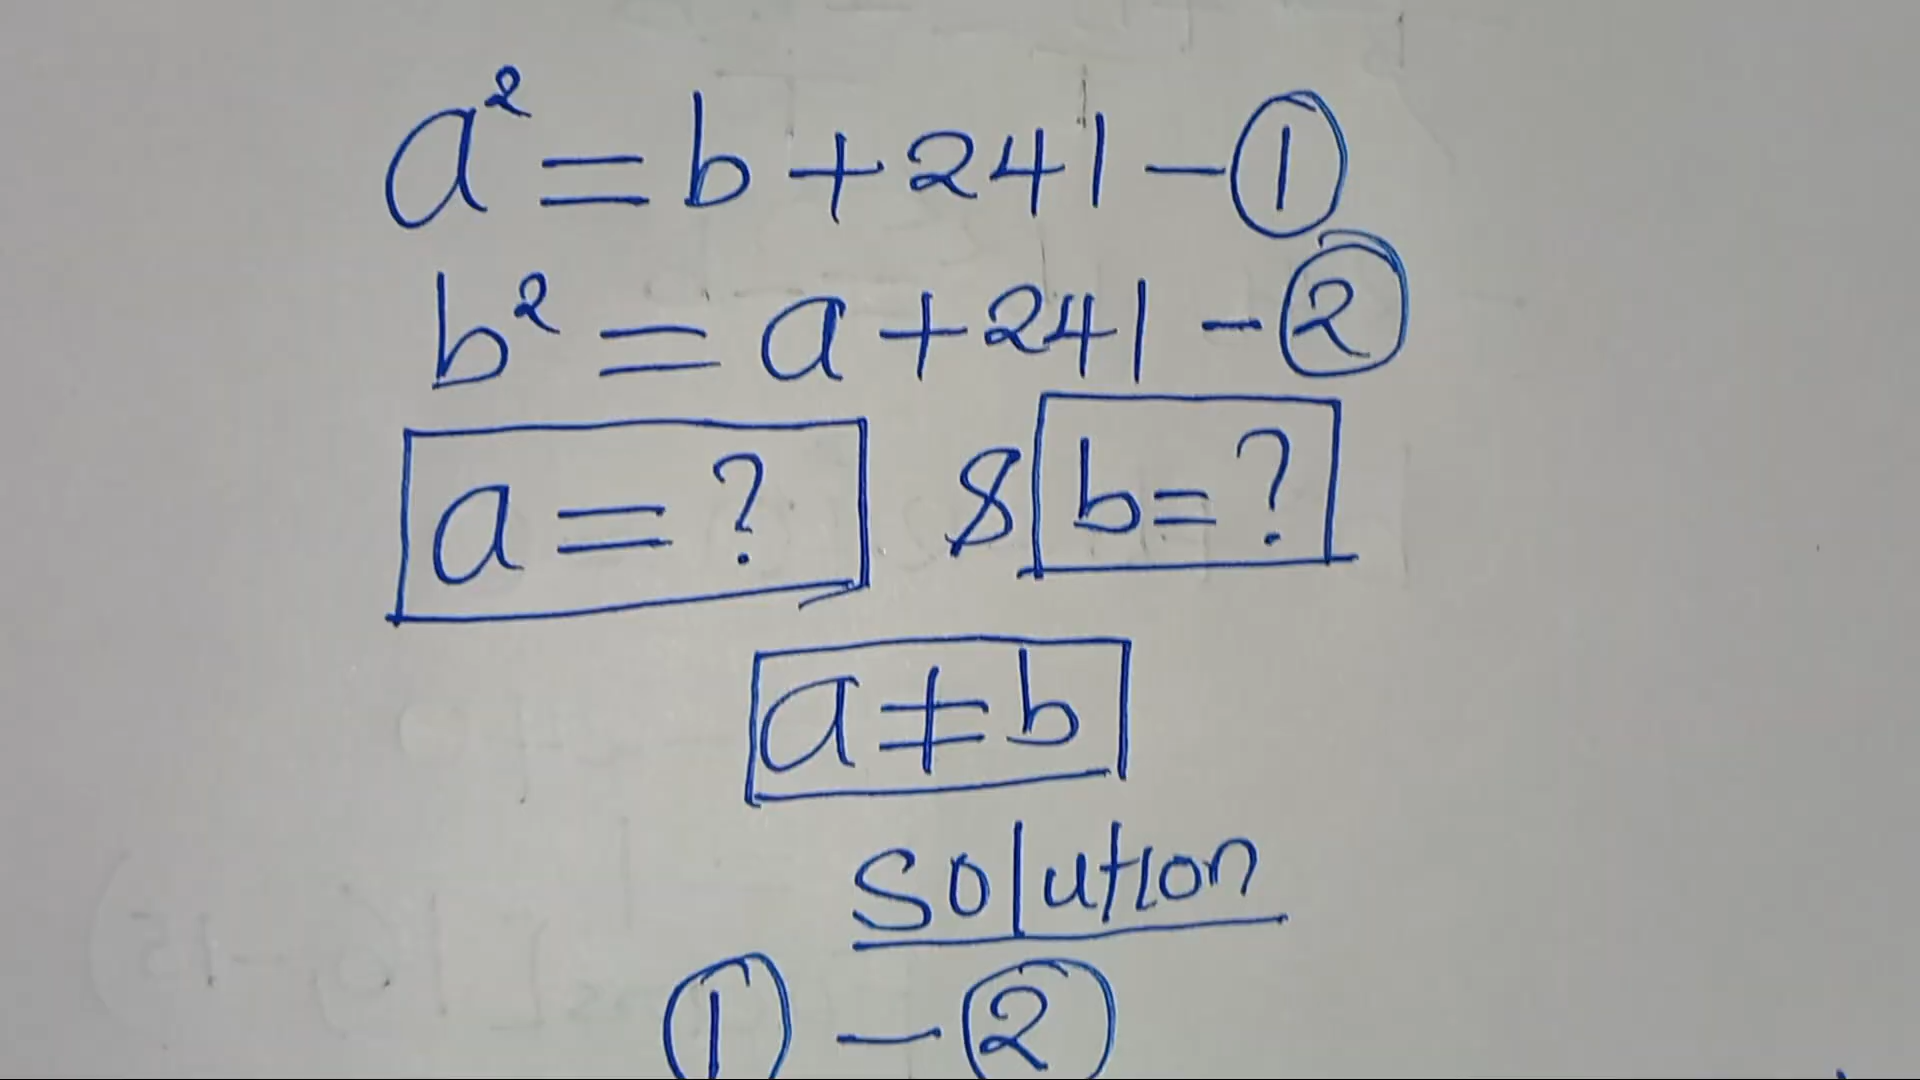 a² = b + 241 - ①
b² = a + 241 - ②
a = ? & b = ?
a ≠ b
Solution
① - ②